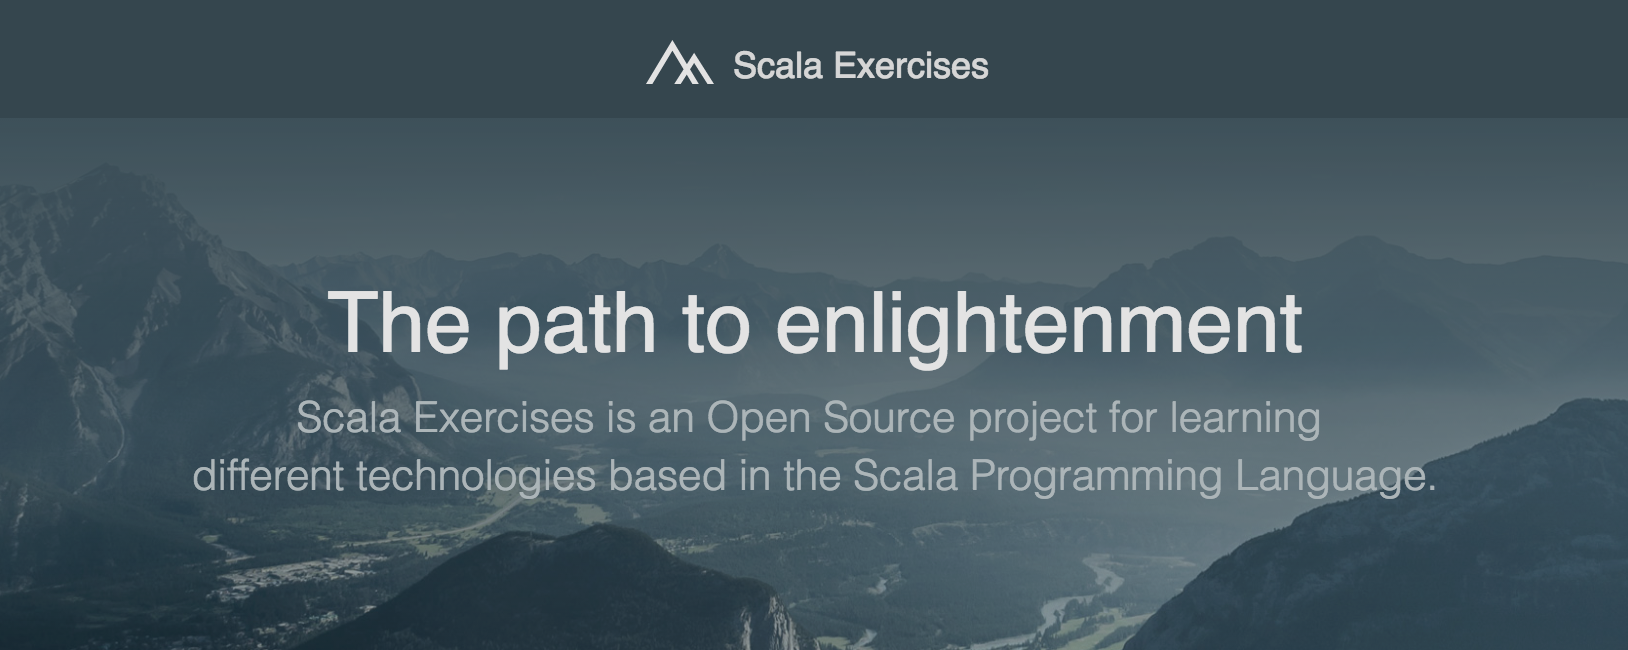 Scala Exercises
The path to enlightenment
Scala Exercises is an Open Source project for learning
different technologies based in the Scala Programming Language.